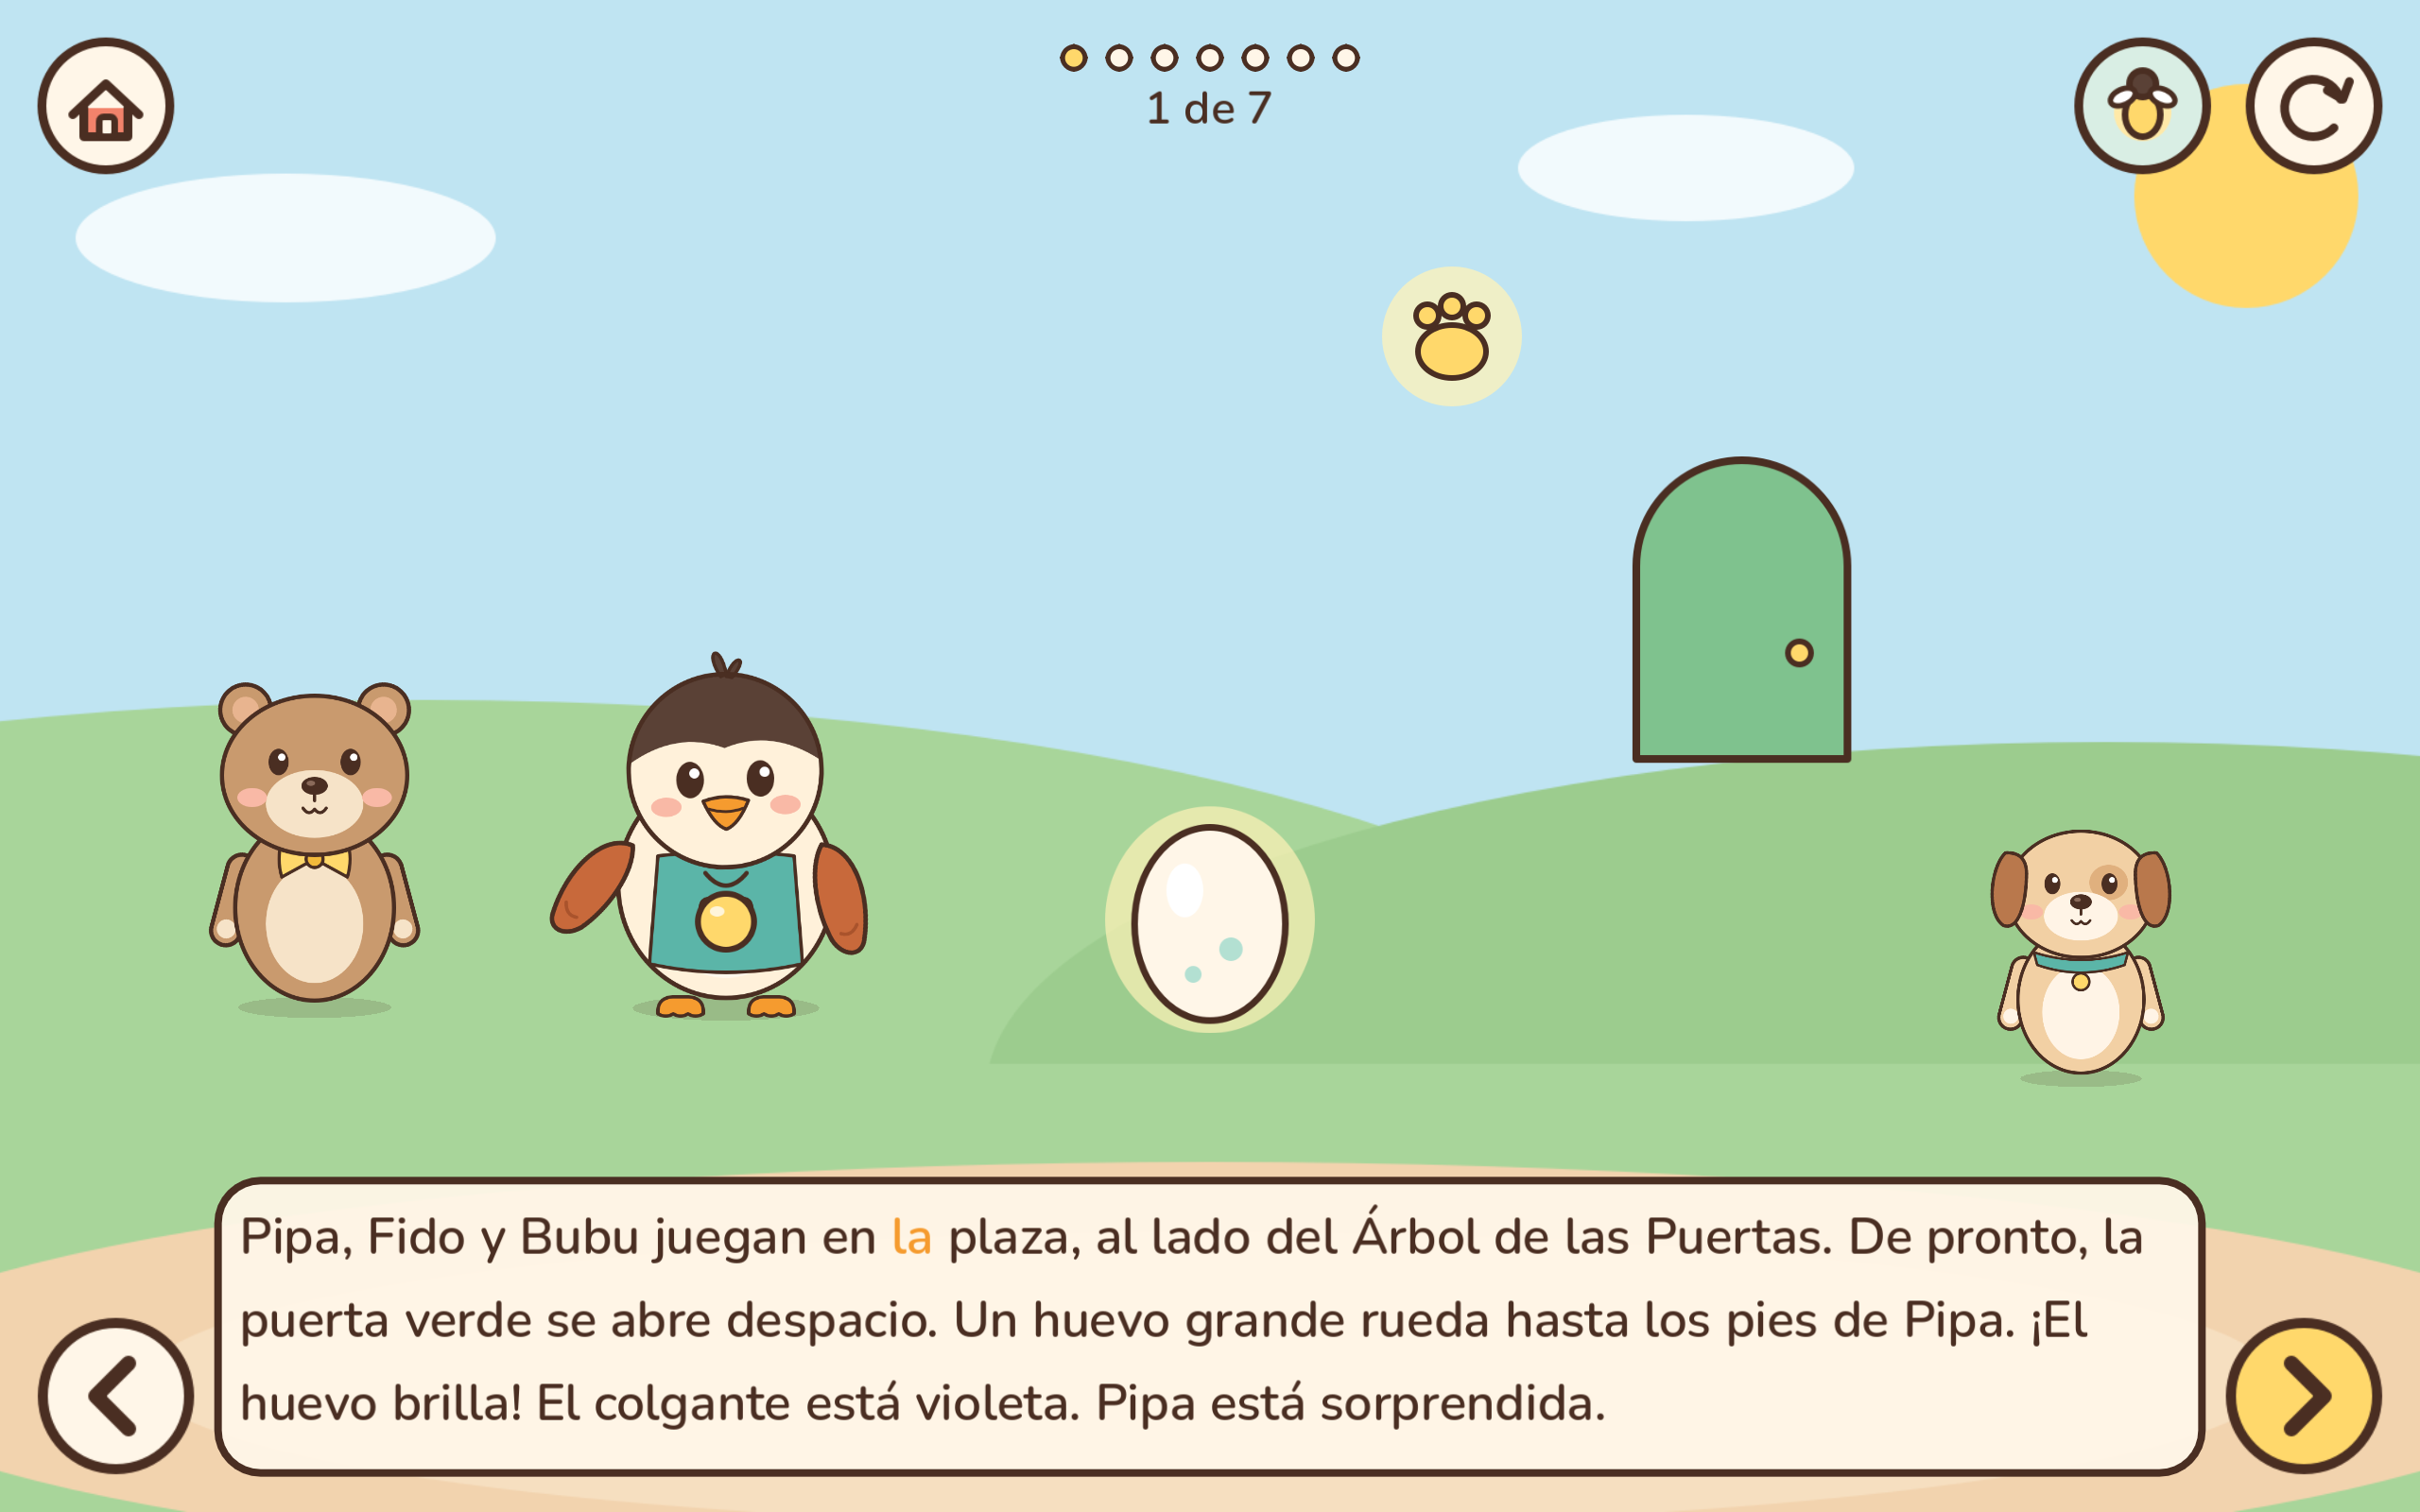 1 de 7
Pipa, Fido y Bubu juegan en la plaza, al lado del Árbol de las Puertas. De pronto, la
puerta verde se abre despacio. Un huevo grande rueda hasta los pies de Pipa. ¡El
huevo brilla! El colgante está violeta. Pipa está sorprendida.